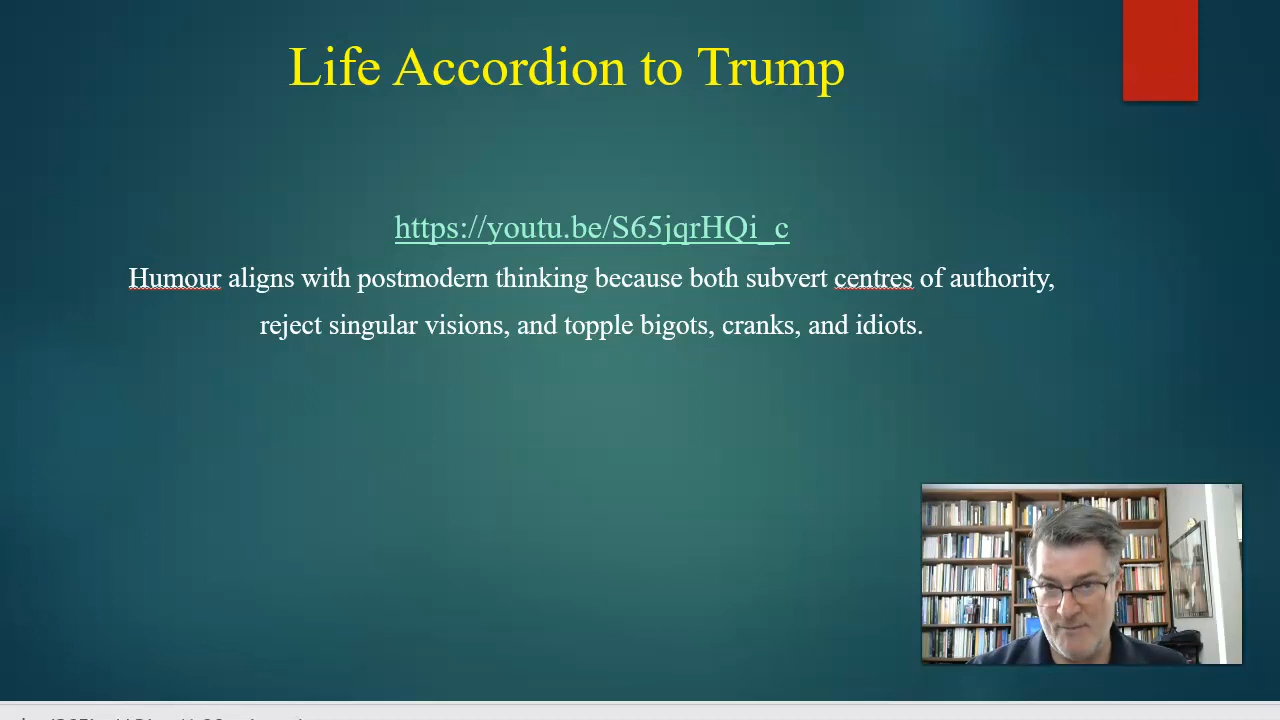 Life Accordion to Trump
https://youtu.be/S65jqrHQi_c
Humour aligns with postmodern thinking because both subvert centres of authority,
reject singular visions, and topple bigots, cranks, and idiots.